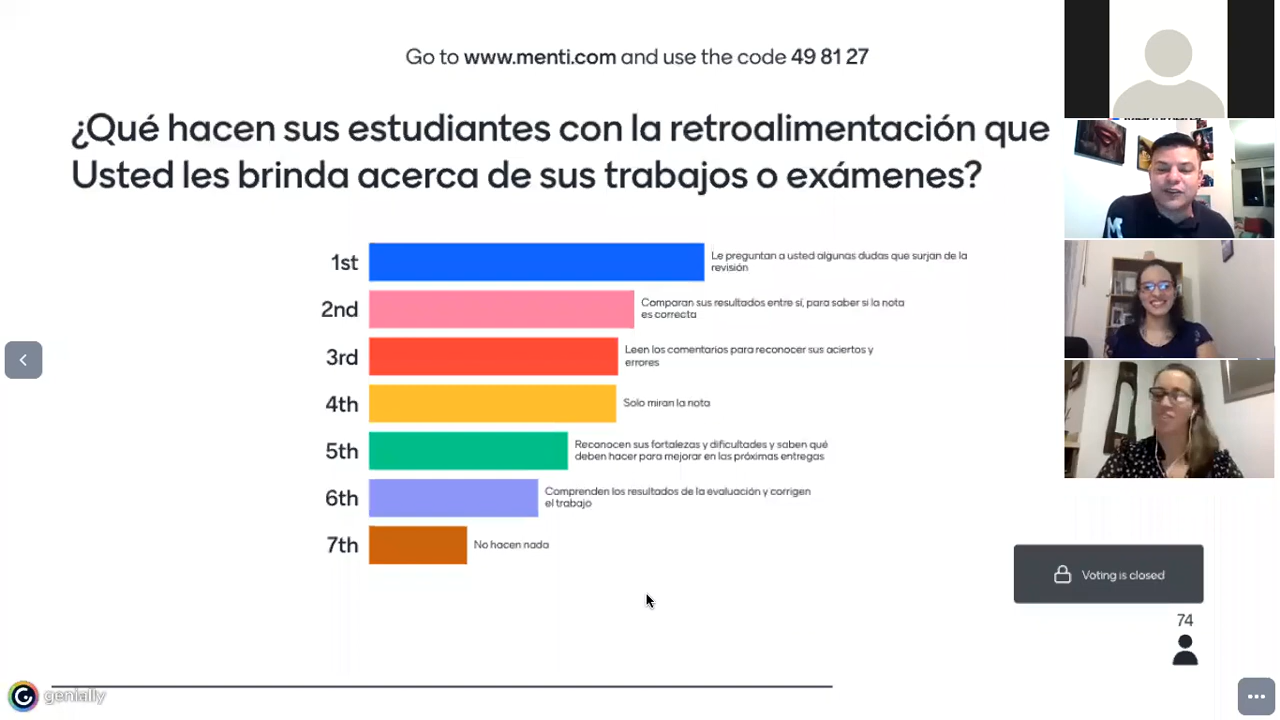 Go to www.menti.com and use the code 49 81 27
¿Qué hacen sus estudiantes con la retroalimentación que
Usted les brinda acerca de sus trabajos o exámenes?
1st
Le preguntan a usted algunas dudas que surjan de la
revisión
2nd
Comparan sus resultados entre sí, para saber si la nota
es correcta
3rd
Leen los comentarios para reconocer sus aciertos y
errores
4th
Solo miran la nota
5th
Reconocen sus fortalezas y dificultades y saben qué
deben hacer para mejorar en las próximas entregas
6th
Comprenden los resultados de la evaluación y corrigen
el trabajo
7th
No hacen nada
Voting is closed
74
genially